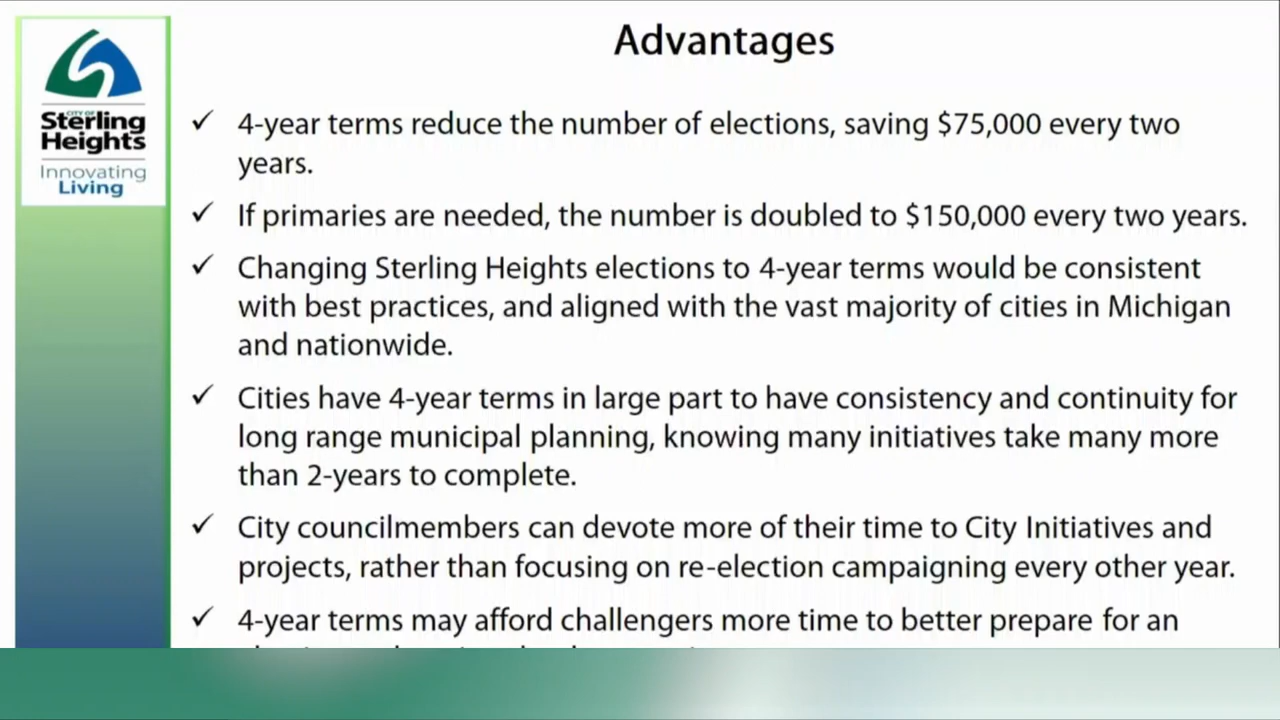 Advantages
CITY OF
Sterling
Heights
Innovating
Living
✓ 4-year terms reduce the number of elections, saving $75,000 every two
years.
✓ If primaries are needed, the number is doubled to $150,000 every two years.
✓ Changing Sterling Heights elections to 4-year terms would be consistent
with best practices, and aligned with the vast majority of cities in Michigan
and nationwide.
✓ Cities have 4-year terms in large part to have consistency and continuity for
long range municipal planning, knowing many initiatives take many more
than 2-years to complete.
✓ City councilmembers can devote more of their time to City Initiatives and
projects, rather than focusing on re-election campaigning every other year.
✓ 4-year terms may afford challengers more time to better prepare for an